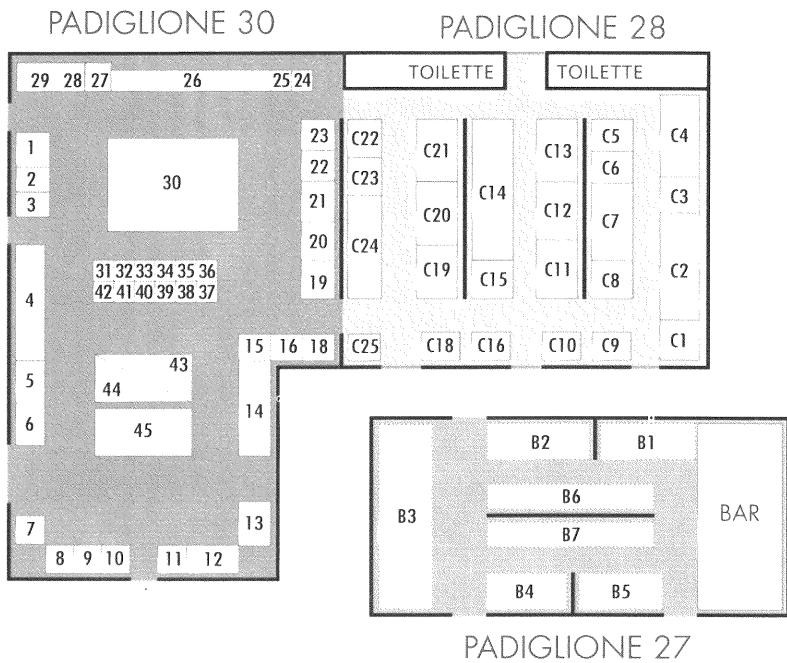 PADIGLIONE 30
PADIGLIONE 28
TOILETTE
TOILETTE
29 28 27 26 25 24
1
2
3
30
23
22
21
20
19
31 32 33 34 35 36
42 41 40 39 38 37
4
5
6
43
44
45
15 16 18
14
13
7
8 9 10
11 12
C22
C23
C24
C25
C21
C20
C19
C18
C14
C15
C16
C13
C12
C11
C10
C5
C6
C7
C8
C9
C4
C3
C2
C1
B2
B1
B3
B6
B7
BAR
B4
B5
PADIGLIONE 27